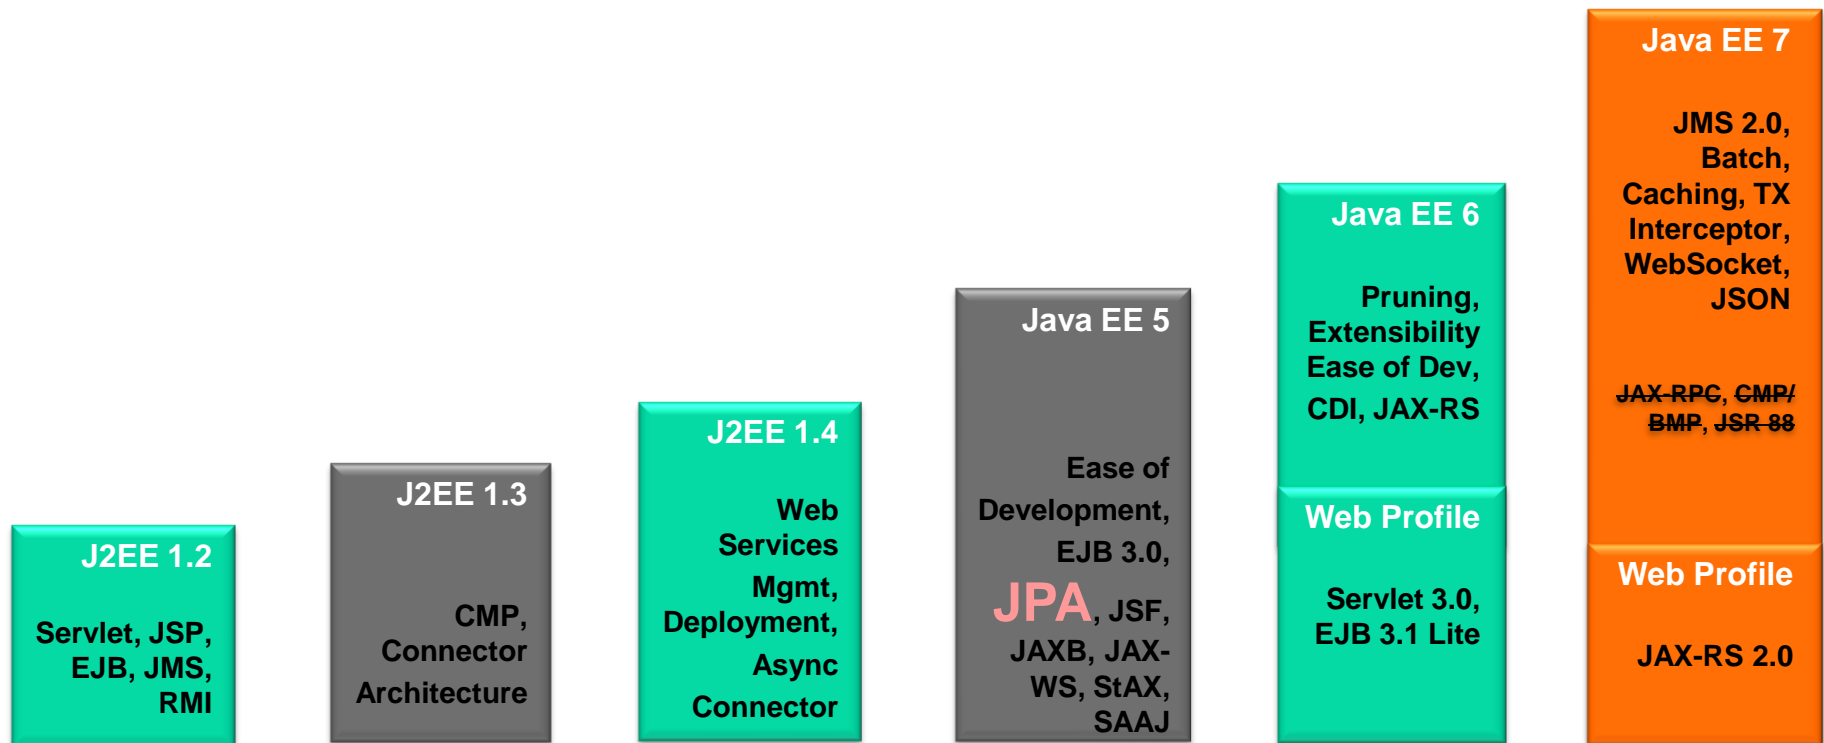 J2EE 1.2
Servlet, JSP,
EJB, JMS,
RMI
J2EE 1.3
CMP,
Connector
Architecture
J2EE 1.4
Web
Services
Mgmt,
Deployment,
Async
Connector
Java EE 5
Ease of
Development,
EJB 3.0,
JPA, JSF,
JAXB, JAX-
WS, StAX,
SAAJ
Java EE 6
Pruning,
Extensibility
Ease of Dev,
CDI, JAX-RS
Web Profile
Servlet 3.0,
EJB 3.1 Lite
Java EE 7
JMS 2.0,
Batch,
Caching, TX
Interceptor,
WebSocket,
JSON
JAX-RPC, CMP/
BMP, JSR 88
Web Profile
JAX-RS 2.0